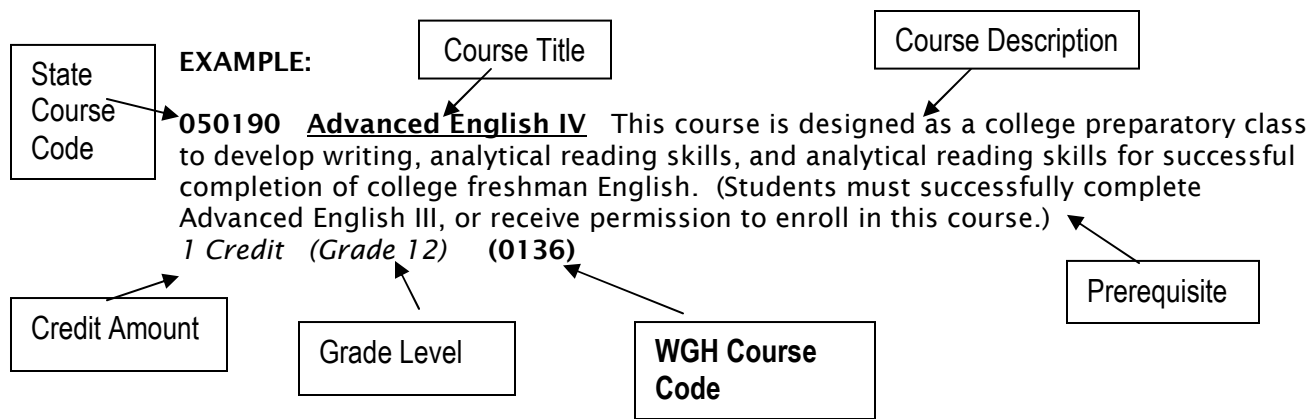 Course Title
Course Description
State
Course
Code
EXAMPLE:
050190 Advanced English IV This course is designed as a college preparatory class
to develop writing, analytical reading skills, and analytical reading skills for successful
completion of college freshman English. (Students must successfully complete
Advanced English III, or receive permission to enroll in this course.)
1 Credit (Grade 12) (0136)
Credit Amount
Grade Level
WGH Course
Code
Prerequisite